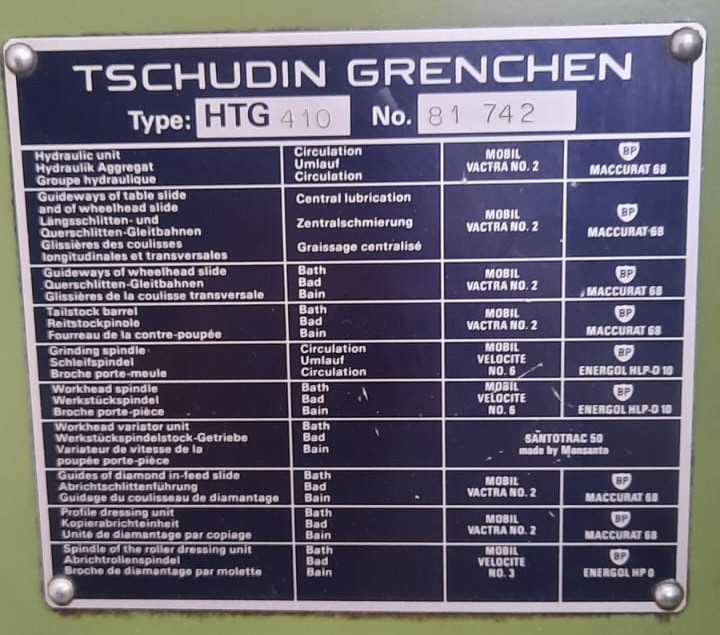 TSCHUDIN GRENCHEN
Type: HTG 410 No. 81 742
Hydraulic unit
Hydraulik Aggregat
Groupe hydraulique
Circulation
Umlauf
Circulation
MOBIL
VACTRA NO. 2
BP
MACCURAT 68
Guideways of table slide
and of wheelhead slide
Längsschlitten- und
Querschlitten-Gleitbahnen
Glissières des coulisses
longitudinales et transversales
Central lubrication
Zentralschmierung
Graissage centralisé
MOBIL
VACTRA NO. 2
BP
MACCURAT 68
Guideways of wheelhead slide
Querschlitten-Gleitbahnen
Glissières de la coulisse transversale
Bath
Bad
Bain
MOBIL
VACTRA NO. 2
BP
MACCURAT 68
Tailstock barrel
Reitstockpinole
Fourreau de la contre-poupée
Bath
Bad
Bain
MOBIL
VACTRA NO. 2
BP
MACCURAT 68
Grinding spindle
Schleifspindel
Broche porte-meule
Circulation
Umlauf
Circulation
MOBIL
VELOCITE
NO. 6
BP
ENERGOL HLP-D 10
Workhead spindle
Werkstückspindel
Broche porte-pièce
Bath
Bad
Bain
MOBIL
VELOCITE
NO. 6
BP
ENERGOL HLP-D 10
Workhead variator unit
Werkstückspindelstock-Getriebe
Variateur de vitesse de la
poupée porte-pièce
Bath
Bad
Bain
SANTOTRAC 50
made by Monsanto
Guides of diamond in-feed slide
Abrichtschlittenführung
Guidage du coulisseau de diamantage
Bath
Bad
Bain
MOBIL
VACTRA NO. 2
BP
MACCURAT 68
Profile dressing unit
Kopierabrichteinheit
Unité de diamantage par copiage
Bath
Bad
Bain
MOBIL
VACTRA NO. 2
BP
MACCURAT 68
Spindle of the roller dressing unit
Abrichtrollenspindel
Broche de diamantage par molette
Bath
Bad
Bain
MOBIL
VELOCITE
NO. 3
BP
ENERGOL HP 0